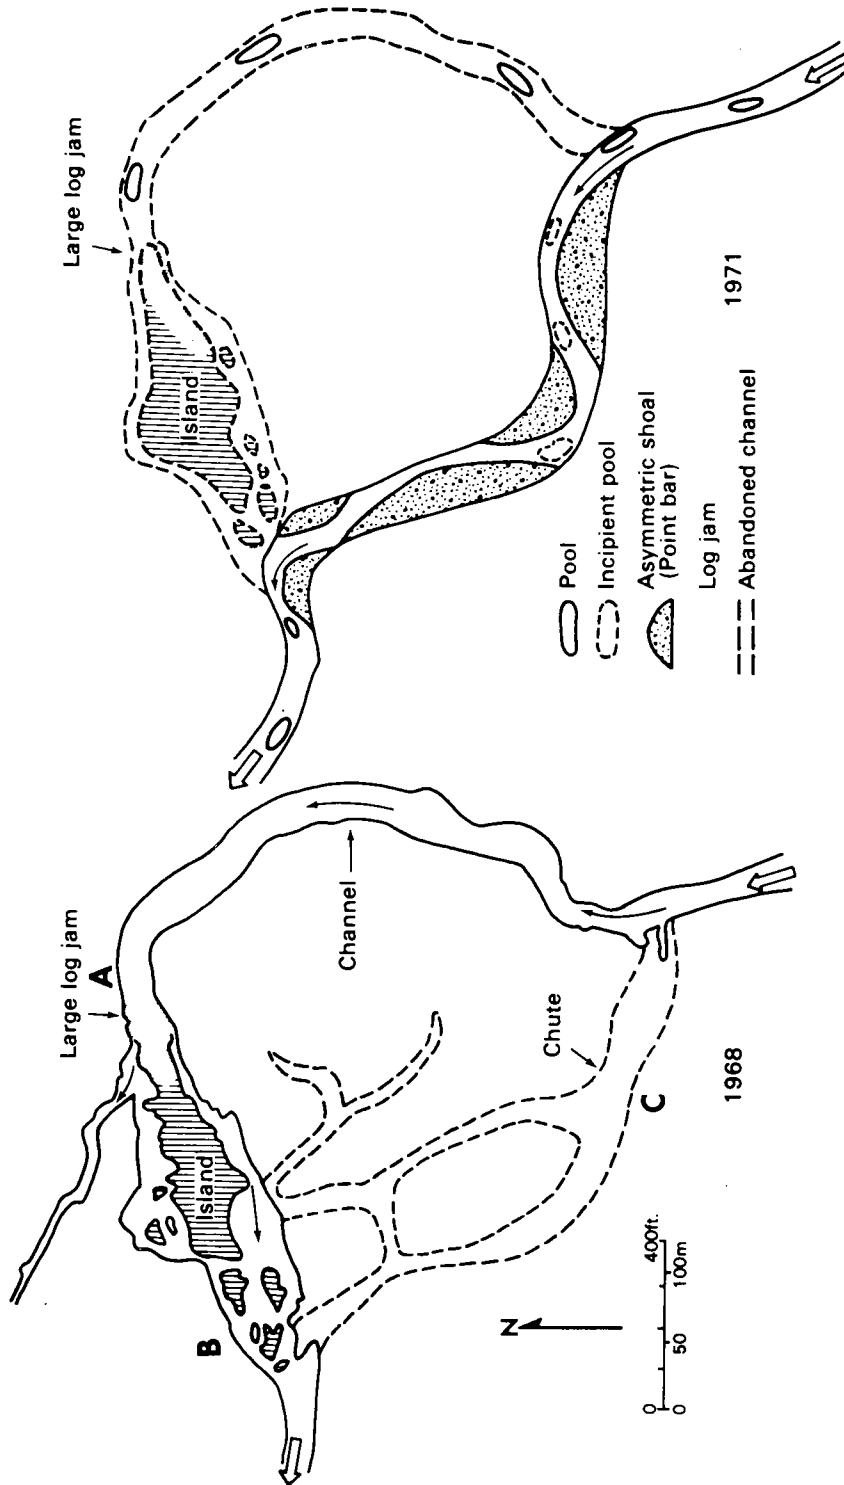 Large log jam
A
Island
B
Channel
Chute
C
1968
N
0 400ft.
0 50 100m
Large log jam
Island
1971
Pool
Incipient pool
Asymmetric shoal
(Point bar)
Log jam
Abandoned channel